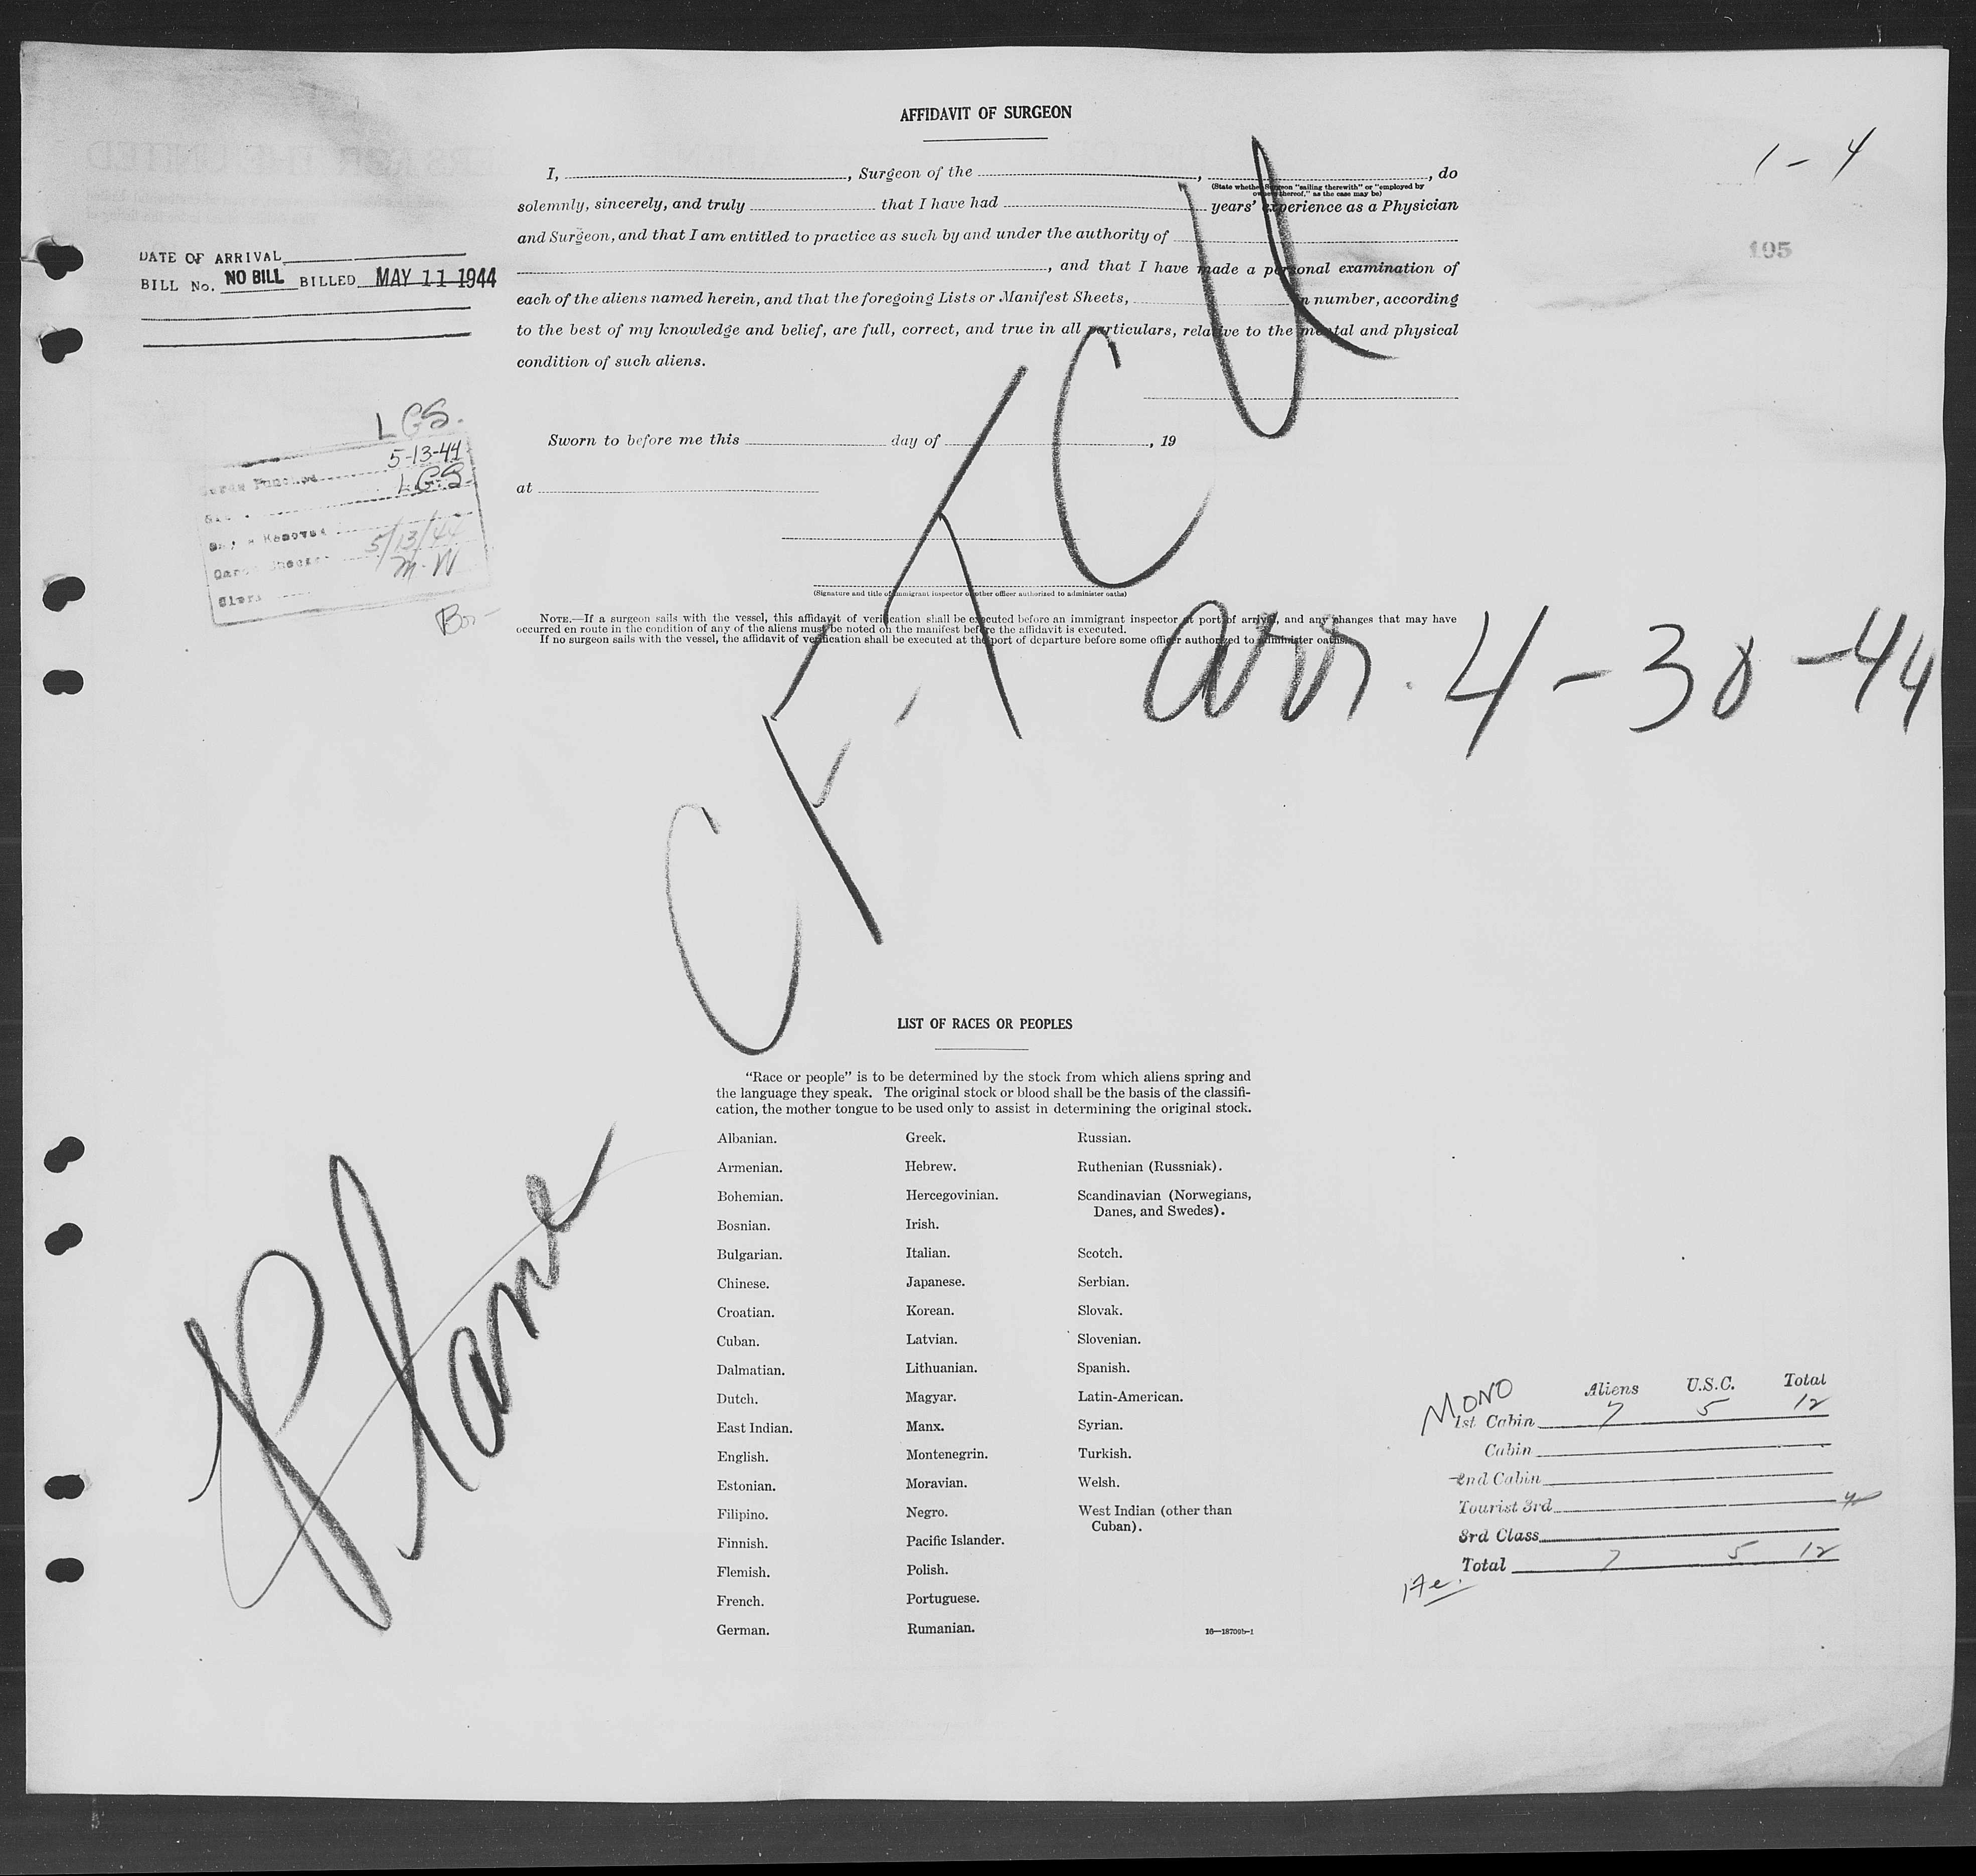 AFFIDAVIT OF SURGEON
1 - 4
I, , Surgeon of the , , do
(State whether Surgeon "sailing therewith" or "employed by
owners thereof," as the case may be)
solemnly, sincerely, and truly that I have had years' experience as a Physician
and Surgeon, and that I am entitled to practice as such by and under the authority of
, and that I have made a personal examination of
each of the aliens named herein, and that the foregoing Lists or Manifest Sheets, in number, according
to the best of my knowledge and belief, are full, correct, and true in all particulars, relative to the mental and physical
condition of such aliens.
195
DATE OF ARRIVAL
BILL No. NO BILL BILLED MAY 11 1944
LGS.
5-13-44
LGS
5/13/44
M.W
Sworn to before me this day of , 19
at
(Signature and title of immigrant inspector or other officer authorized to administer oaths)
NOTE.—If a surgeon sails with the vessel, this affidavit of verification shall be executed before an immigrant inspector at port of arrival, and any changes that may have
occurred en route in the condition of any of the aliens must be noted on the manifest before the affidavit is executed.
If no surgeon sails with the vessel, the affidavit of verification shall be executed at the port of departure before some officer authorized to administer oaths.
arr. 4-30-44
LIST OF RACES OR PEOPLES
"Race or people" is to be determined by the stock from which aliens spring and
the language they speak. The original stock or blood shall be the basis of the classifi-
cation, the mother tongue to be used only to assist in determining the original stock.
Albanian. Greek. Russian.
Armenian. Hebrew. Ruthenian (Russniak).
Bohemian. Hercegovinian. Scandinavian (Norwegians,
Danes, and Swedes).
Bosnian. Irish.
Bulgarian. Italian. Scotch.
Chinese. Japanese. Serbian.
Croatian. Korean. Slovak.
Cuban. Latvian. Slovenian.
Dalmatian. Lithuanian. Spanish.
Dutch. Magyar. Latin-American.
East Indian. Manx. Syrian.
English. Montenegrin. Turkish.
Estonian. Moravian. Welsh.
Filipino. Negro. West Indian (other than
Cuban).
Finnish. Pacific Islander.
Flemish. Polish.
French. Portuguese.
German. Rumanian.
16—18709b-1
Plane
MONO Aliens U.S.C. Total
1st Cabin 7 5 12
Cabin
2nd Cabin
Tourist 3rd
3rd Class
Total 7 5 12